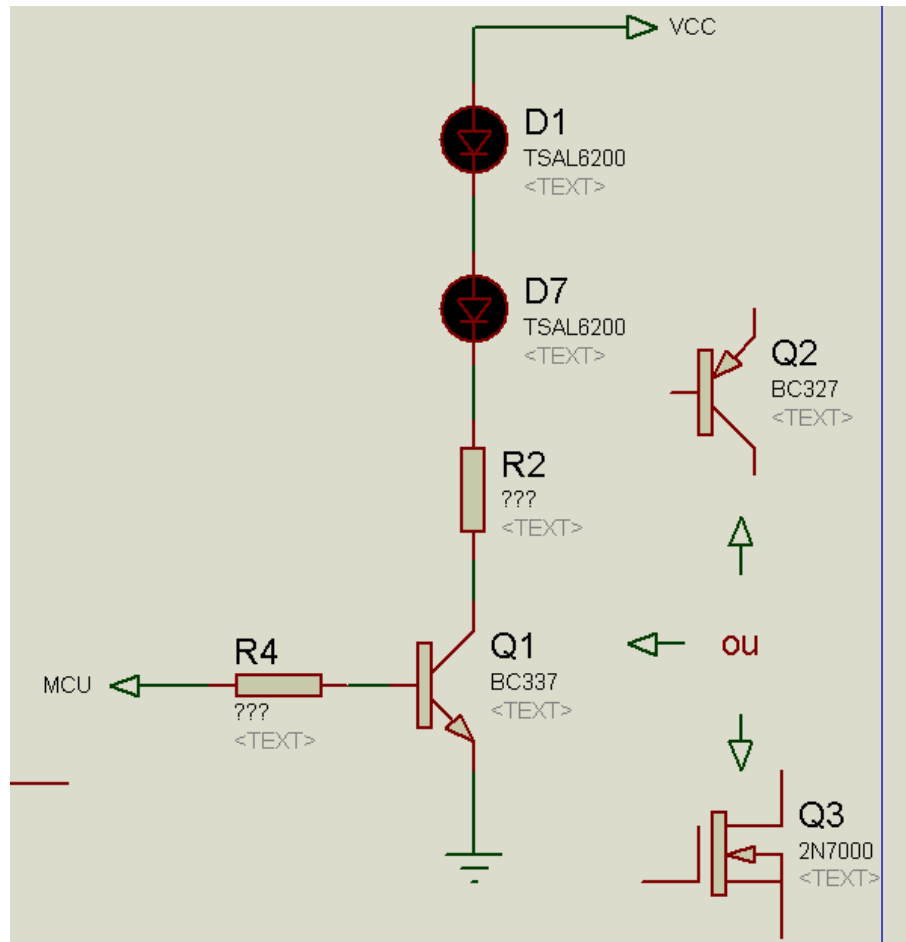 VCC
D1
TSAL6200
<TEXT>
D7
TSAL6200
<TEXT>
Q2
BC327
<TEXT>
R2
???
<TEXT>
ou
R4
???
<TEXT>
MCU
Q1
BC337
<TEXT>
Q3
2N7000
<TEXT>